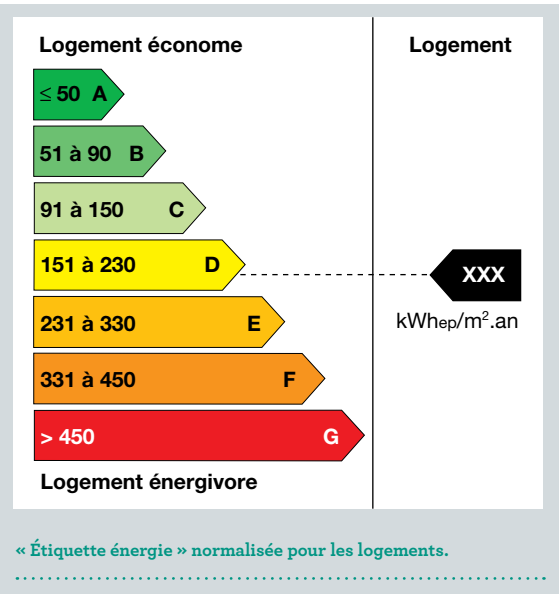 Logement économe
Logement
≤ 50 A
51 à 90 B
91 à 150 C
151 à 230 D
XXX
kWhep/m².an
231 à 330 E
331 à 450 F
> 450 G
Logement énergivore
« Étiquette énergie » normalisée pour les logements.